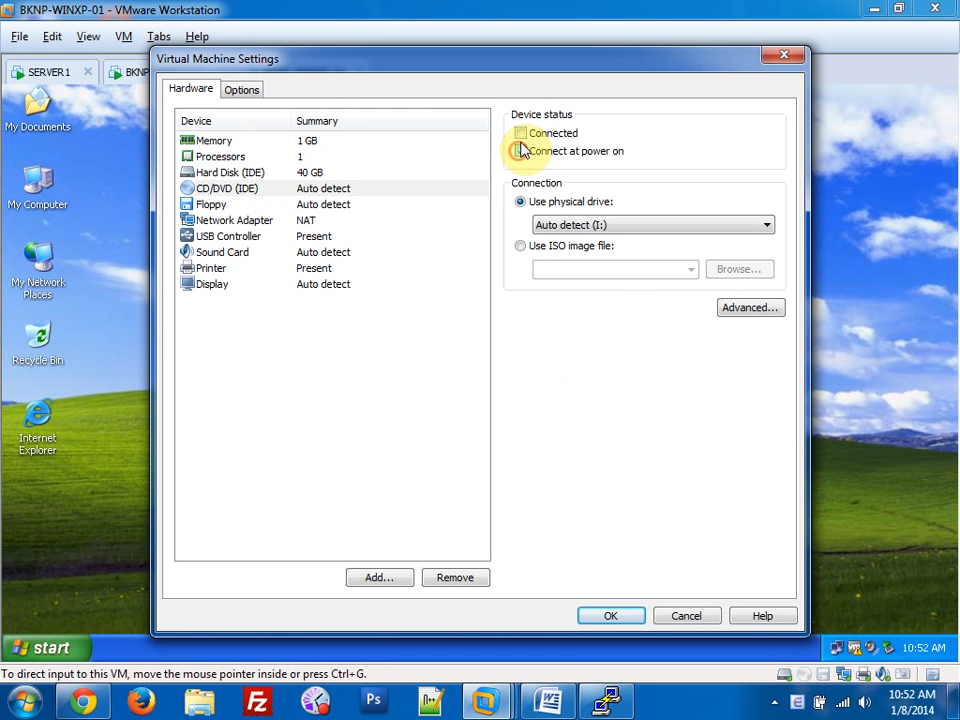 BKNP-WINXP-01 - VMware Workstation
File Edit View VM Tabs Help
SERVER1
BKNP
Virtual Machine Settings
Hardware
Options
Device Summary
Memory 1 GB
Processors 1
Hard Disk (IDE) 40 GB
CD/DVD (IDE) Auto detect
Floppy Auto detect
Network Adapter NAT
USB Controller Present
Sound Card Auto detect
Printer Present
Display Auto detect
Add...
Remove
Device status
Connected
Connect at power on
Connection
Use physical drive:
Auto detect (I:)
Use ISO image file:
Browse...
Advanced...
OK
Cancel
Help
My Documents
My Computer
My Network
Places
Recycle Bin
Internet
Explorer
start
10:52 AM
To direct input to this VM, move the mouse pointer inside or press Ctrl+G.
Ps
10:52 AM
1/8/2014